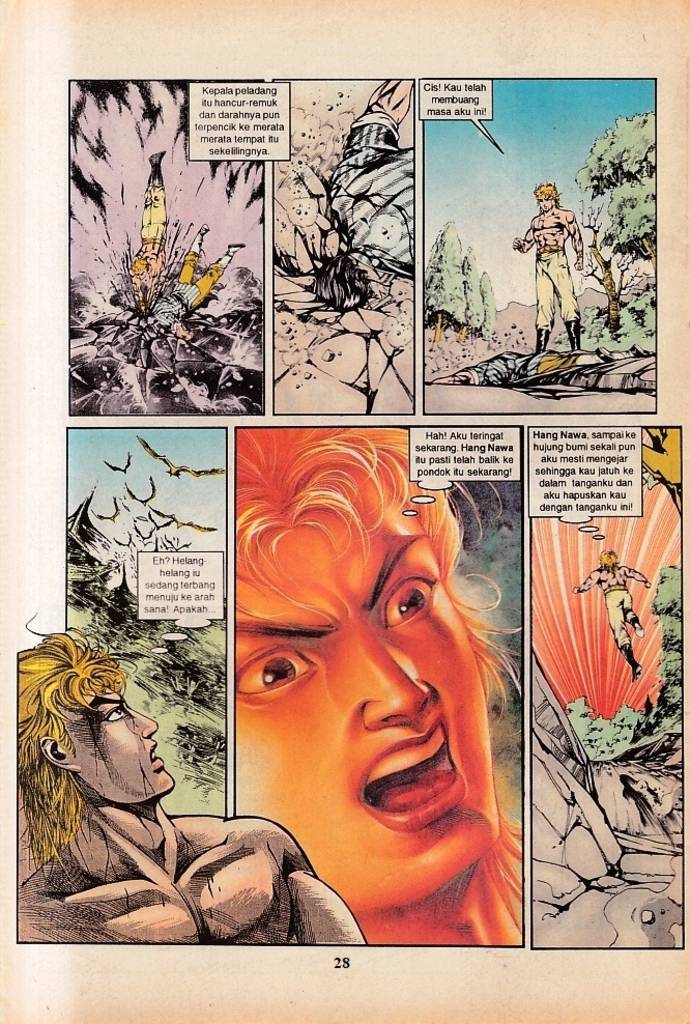 Kepala peladang
itu hancur-remuk
dan darahnya pun
terpencik ke merata
merata tempat itu
sekelilingnya.
Cis! Kau telah
membuang
masa aku ini!
Eh? Helang-
helang iu
sedang terbang
menuju ke arah
sana! Apakah...
Hah! Aku teringat
sekarang. Hang Nawa
itu pasti telah balik ke
pondok itu sekarang!
Hang Nawa, sampai ke
hujung bumi sekali pun
aku mesti mengejar
sehingga kau jatuh ke
dalam tanganku dan
aku hapuskan kau
dengan tanganku ini!
28